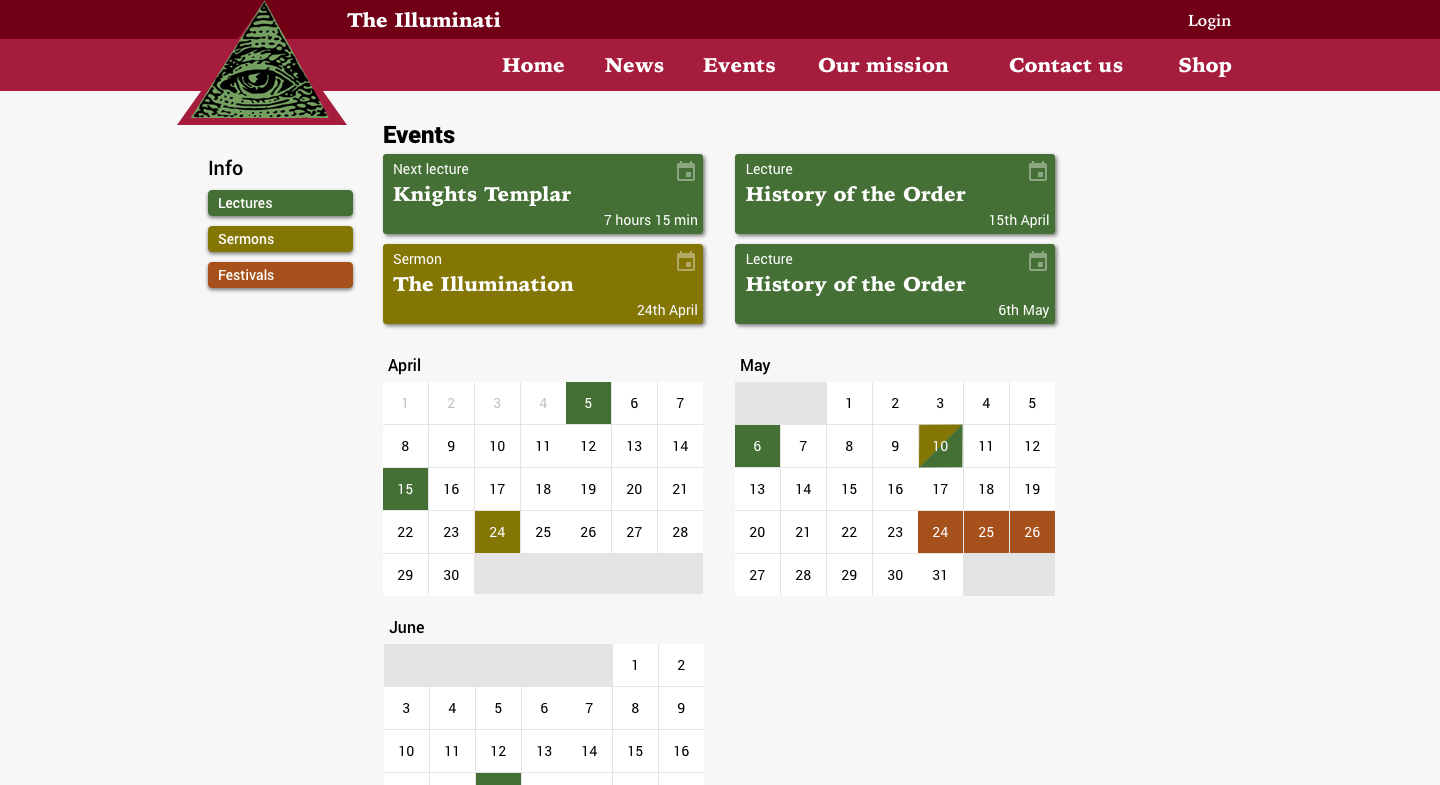 The Illuminati
Login
Home News Events Our mission Contact us Shop
Events
Info
Lectures
Sermons
Festivals
Next lecture
Knights Templar
7 hours 15 min
Lecture
History of the Order
15th April
Sermon
The Illumination
24th April
Lecture
History of the Order
6th May
April
1 2 3 4 5 6 7
8 9 10 11 12 13 14
15 16 17 18 19 20 21
22 23 24 25 26 27 28
29 30
May
1 2 3 4 5
6 7 8 9 10 11 12
13 14 15 16 17 18 19
20 21 22 23 24 25 26
27 28 29 30 31
June
1 2
3 4 5 6 7 8 9
10 11 12 13 14 15 16